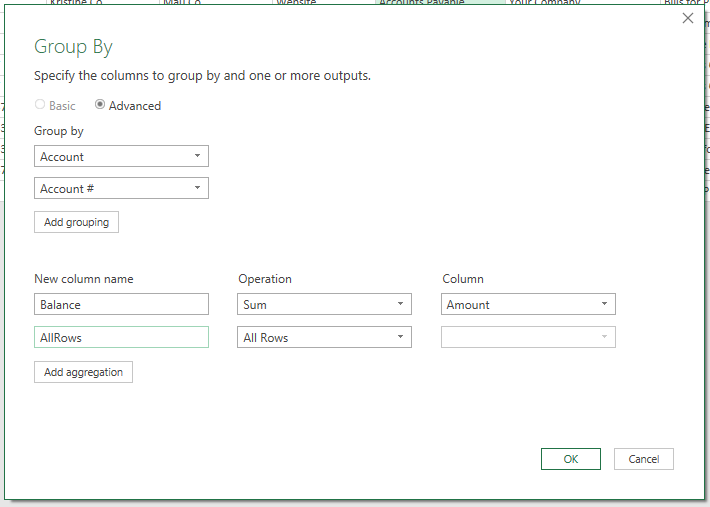 Kristine Co Mall Co Website Accounts Payable Your Company Bills for
Group By
Specify the columns to group by and one or more outputs.
Basic Advanced
Group by
Account
Account #
Add grouping
New column name Operation Column
Balance Sum Amount
AllRows All Rows
Add aggregation
OK Cancel